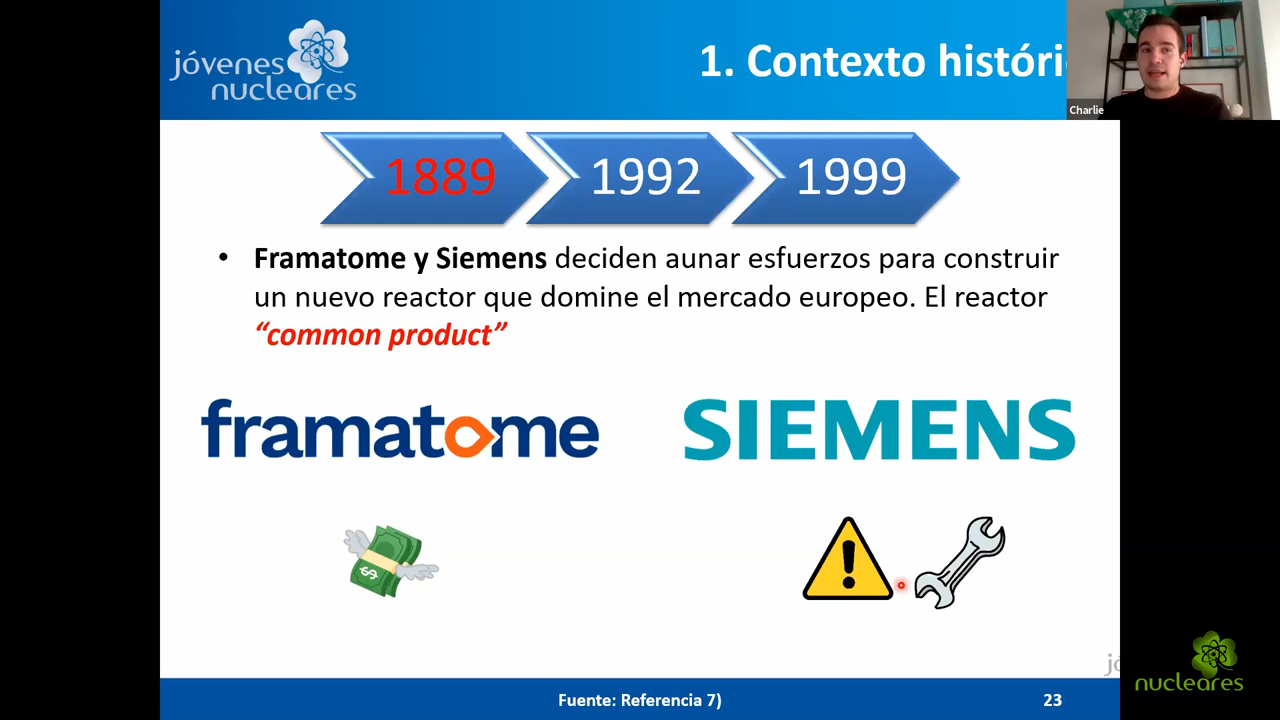 jóvenes
nucleares
1. Contexto históri
Charlie
1889
1992
1999
• Framatome y Siemens deciden aunar esfuerzos para construir
un nuevo reactor que domine el mercado europeo. El reactor
“common product”
framatome
SIEMENS
jó
nucleares
Fuente: Referencia 7)
23